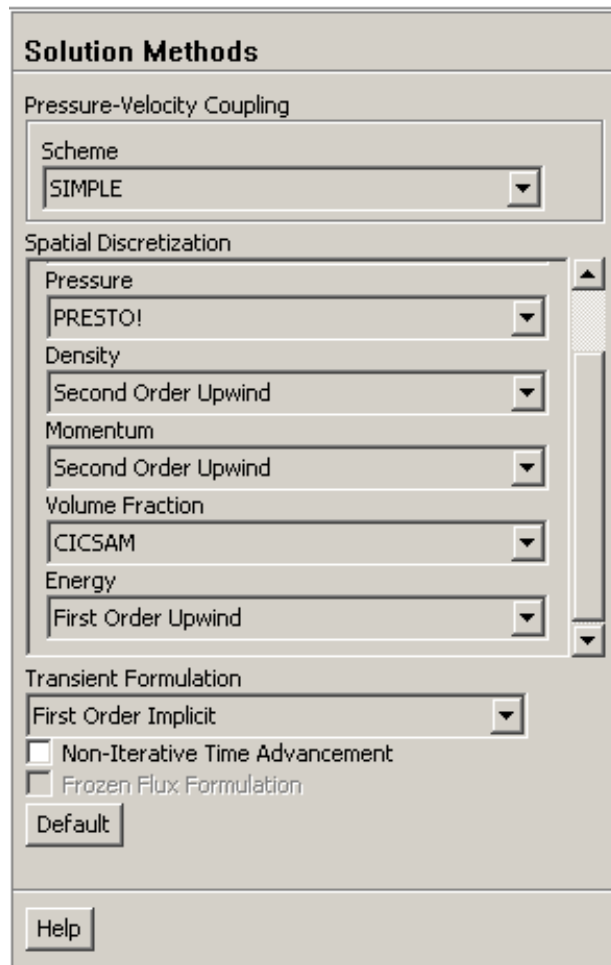 Solution Methods
Pressure-Velocity Coupling
Scheme
SIMPLE
Spatial Discretization
Pressure
PRESTO!
Density
Second Order Upwind
Momentum
Second Order Upwind
Volume Fraction
CICSAM
Energy
First Order Upwind
Transient Formulation
First Order Implicit
Non-Iterative Time Advancement
Frozen Flux Formulation
Default
Help